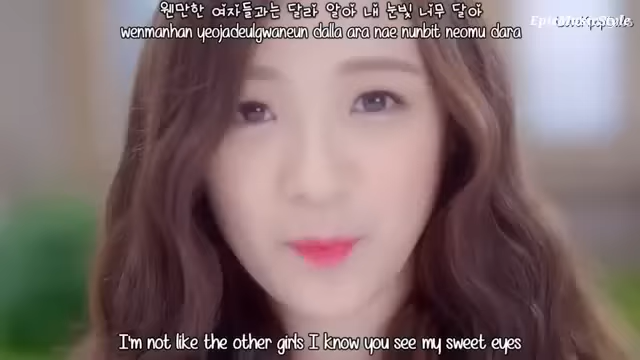 웬만한 여자들과는 달라 알아 내 눈빛 너무 달아
wenmanhan yeojadeulgwaneun dalla ara nae nunbit neomu dara
I'm not like the other girls I know you see my sweet eyes